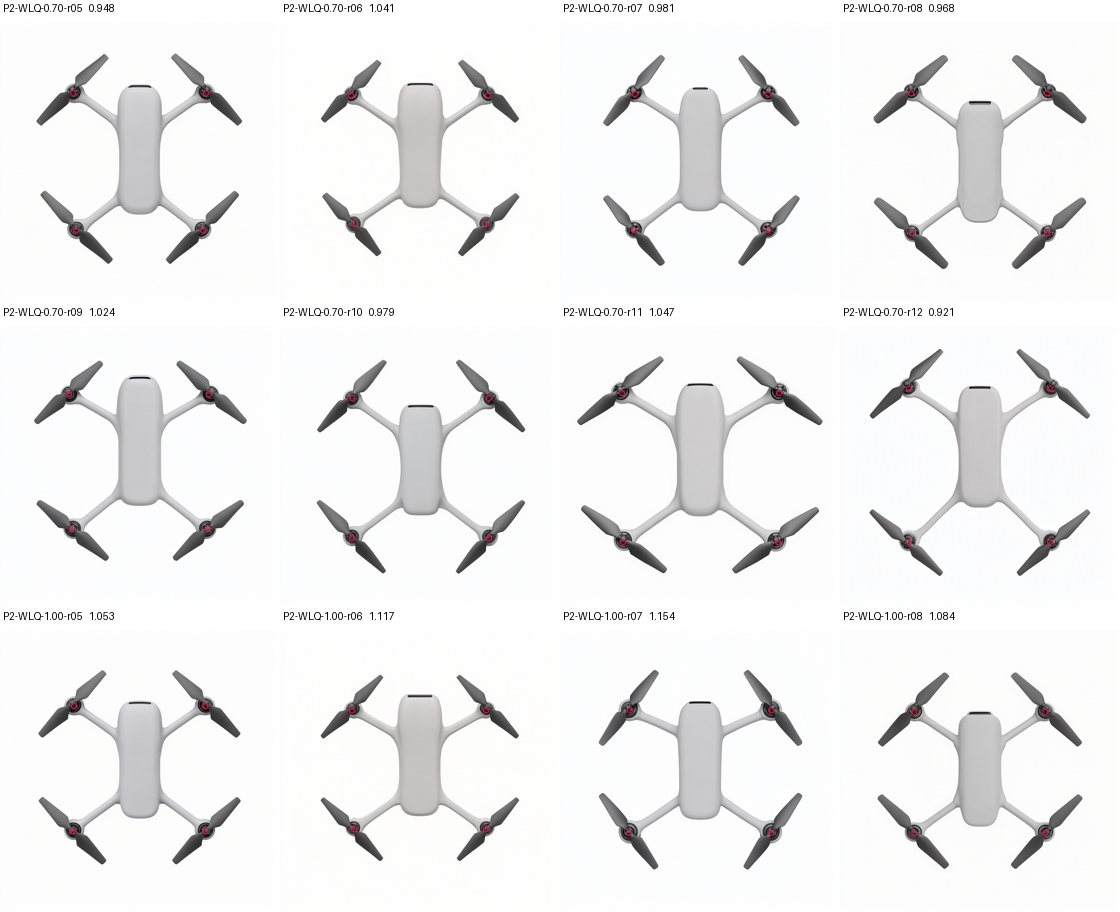 P2-WLQ-0.70-r05 0.948
P2-WLQ-0.70-r06 1.041
P2-WLQ-0.70-r07 0.981
P2-WLQ-0.70-r08 0.968
P2-WLQ-0.70-r09 1.024
P2-WLQ-0.70-r10 0.979
P2-WLQ-0.70-r11 1.047
P2-WLQ-0.70-r12 0.921
P2-WLQ-1.00-r05 1.053
P2-WLQ-1.00-r06 1.117
P2-WLQ-1.00-r07 1.154
P2-WLQ-1.00-r08 1.084